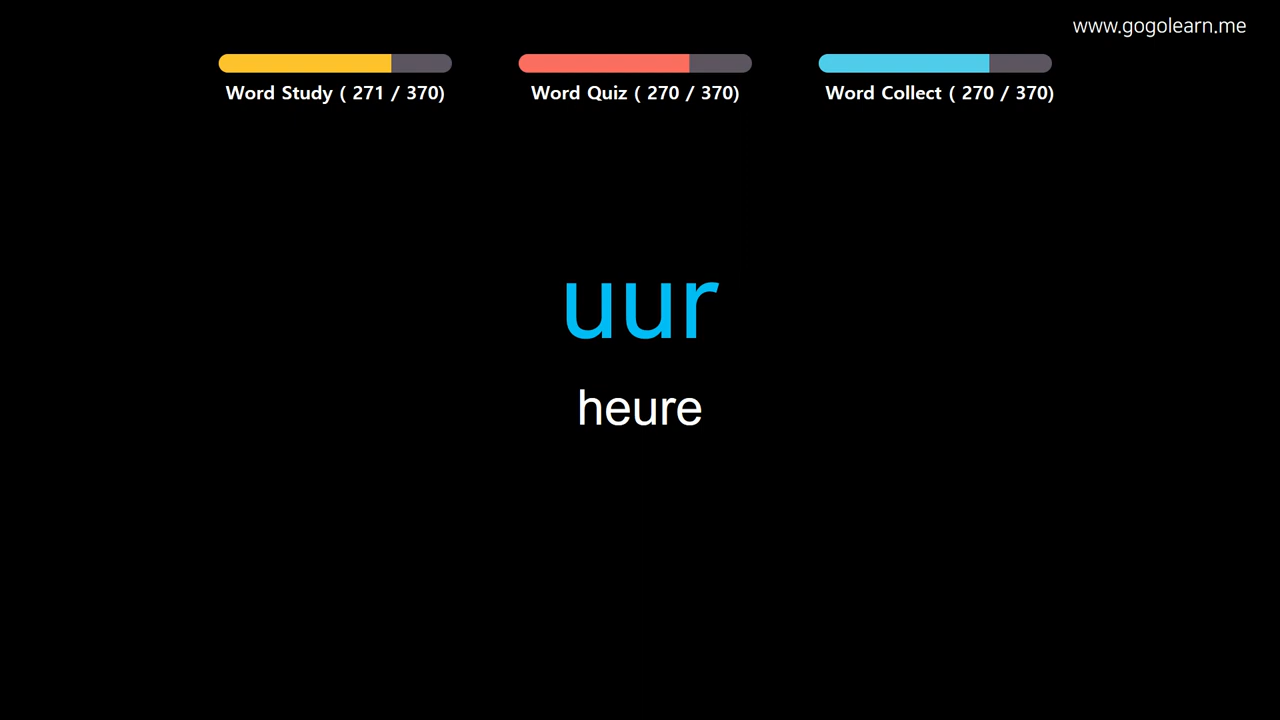 www.gogolearn.me
Word Study ( 271 / 370)
Word Quiz ( 270 / 370)
Word Collect ( 270 / 370)
uur
heure